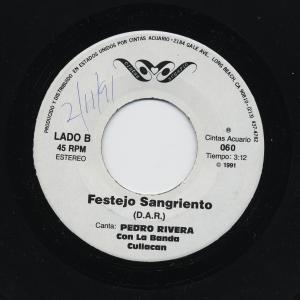 PRODUCIDO Y DISTRIBUIDO EN ESTADOS UNIDOS POR CINTAS ACUARIO • 2184 GALE AVE., LONG BEACH, CA 90810
2/11/91
LADO B
45 RPM
ESTEREO
Cintas Acuario
060
Tiempo: 3:12
© 1991
Festejo Sangriento
(D.A.R.)
Canta: PEDRO RIVERA
Con La Banda
Culiacan